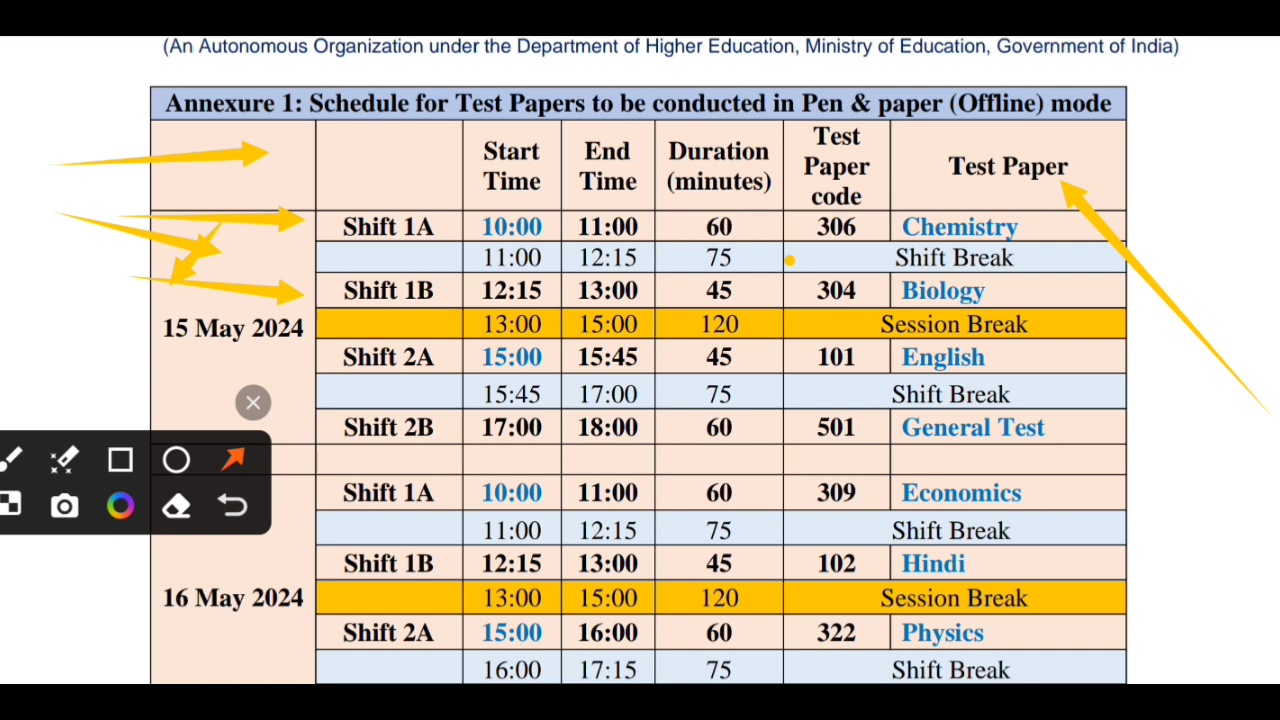 (An Autonomous Organization under the Department of Higher Education, Ministry of Education, Government of India)
Annexure 1: Schedule for Test Papers to be conducted in Pen & paper (Offline) mode
Start Time End Time Duration (minutes) Test Paper code Test Paper
15 May 2024
Shift 1A 10:00 11:00 60 306 Chemistry
11:00 12:15 75 Shift Break
Shift 1B 12:15 13:00 45 304 Biology
13:00 15:00 120 Session Break
Shift 2A 15:00 15:45 45 101 English
15:45 17:00 75 Shift Break
Shift 2B 17:00 18:00 60 501 General Test
16 May 2024
Shift 1A 10:00 11:00 60 309 Economics
11:00 12:15 75 Shift Break
Shift 1B 12:15 13:00 45 102 Hindi
13:00 15:00 120 Session Break
Shift 2A 15:00 16:00 60 322 Physics
16:00 17:15 75 Shift Break